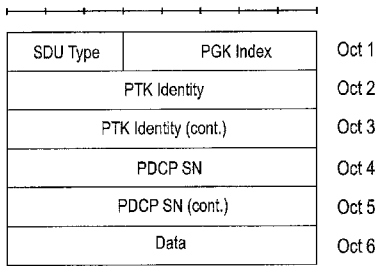 SDU Type PGK Index Oct 1
PTK Identity Oct 2
PTK Identity (cont.) Oct 3
PDCP SN Oct 4
PDCP SN (cont.) Oct 5
Data Oct 6